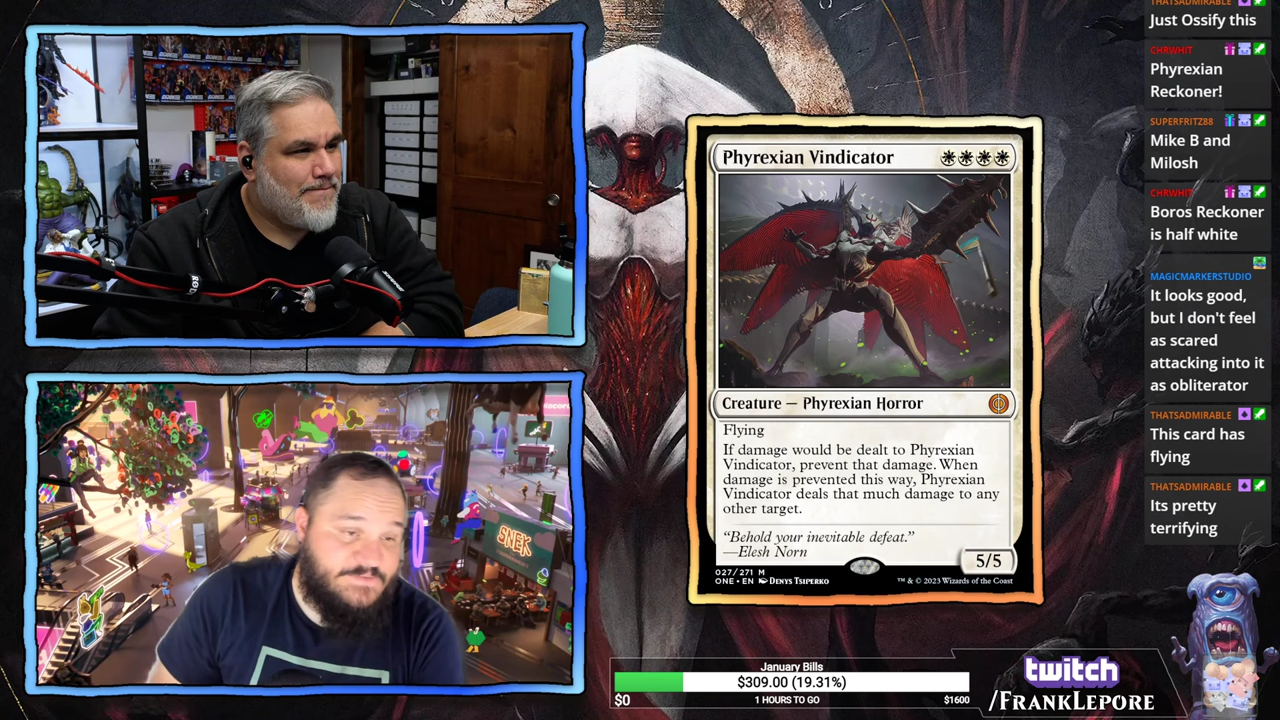 Phyrexian Vindicator
Creature — Phyrexian Horror
Flying
If damage would be dealt to Phyrexian
Vindicator, prevent that damage. When
damage is prevented this way, Phyrexian
Vindicator deals that much damage to any
other target.
“Behold your inevitable defeat.”
—Elesh Norn
5/5
027/271 M
ONE • EN Denys Tsiperko
™ & © 2023 Wizards of the Coast
SNEK
THATSADMIRABLE
Just Ossify this
CHRWHIT
Phyrexian
Reckoner!
SUPERFRITZ88
Mike B and
Milosh
CHRWHIT
Boros Reckoner
is half white
MAGICMARKERSTUDIO
It looks good,
but I don't feel
as scared
attacking into it
as obliterator
THATSADMIRABLE
This card has
flying
THATSADMIRABLE
Its pretty
terrifying
January Bills
$309.00 (19.31%)
$0
1 HOURS TO GO
$1600
twitch
/FrankLepore